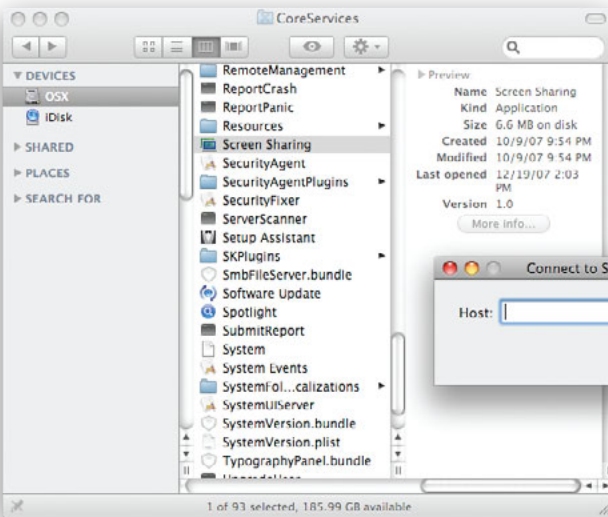 CoreServices
DEVICES
OSX
iDisk
SHARED
PLACES
SEARCH FOR
RemoteManagement
ReportCrash
ReportPanic
Resources
Screen Sharing
SecurityAgent
SecurityAgentPlugins
SecurityFixer
ServerScanner
Setup Assistant
SKPlugins
SmbFileServer.bundle
Software Update
Spotlight
SubmitReport
System
System Events
SystemFol...calizations
SystemUIServer
SystemVersion.bundle
SystemVersion.plist
TypographyPanel.bundle
Preview:
Name Screen Sharing
Kind Application
Size 6.6 MB on disk
Created 10/9/07 9:54 PM
Modified 10/9/07 9:54 PM
Last opened 12/19/07 2:03
PM
Version 1.0
More info...
Connect to S
Host:
1 of 93 selected, 185.99 GB available